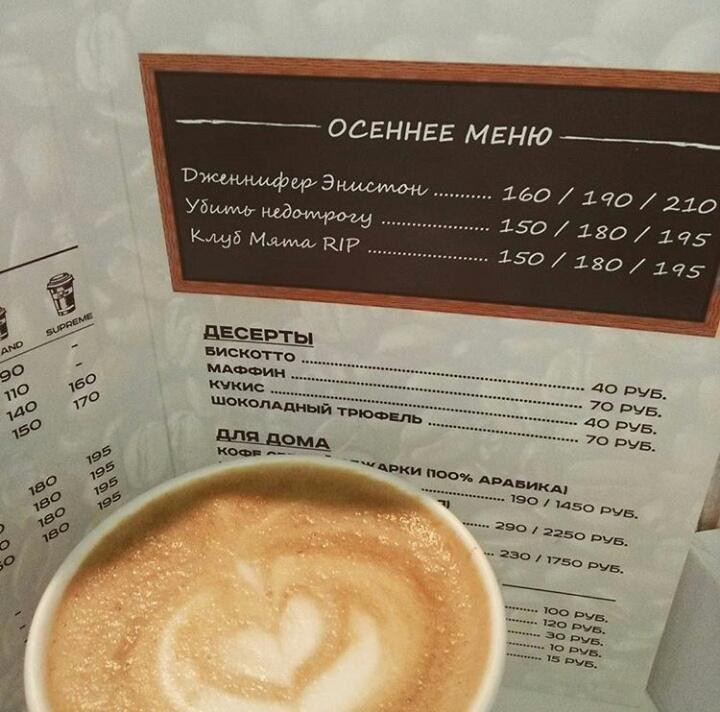 ОСЕННЕЕ МЕНЮ
Дженнифер Энистон ........... 160 / 190 / 210
Убить недотрогу .................... 150 / 180 / 195
Клуб Мята RIP ........................... 150 / 180 / 195
AND SUPREME
90 -
110 -
140 160
150 170
180 195
180 195
180 195
180 195
ДЕСЕРТЫ
БИСКОТТО ........................ 40 РУБ.
МАФФИН ........................ 70 РУБ.
КУКИС ........................ 40 РУБ.
ШОКОЛАДНЫЙ ТРЮФЕЛЬ ........................ 70 РУБ.
ДЛЯ ДОМА
КОФЕ ЖАРКИ (100% АРАБИКА)
........................ 190 / 1450 РУБ.
........ 290 / 2250 РУБ.
... 230 / 1750 РУБ.
........ 100 РУБ.
........ 120 РУБ.
........ 30 РУБ.
........ 10 РУБ.
........ 15 РУБ.